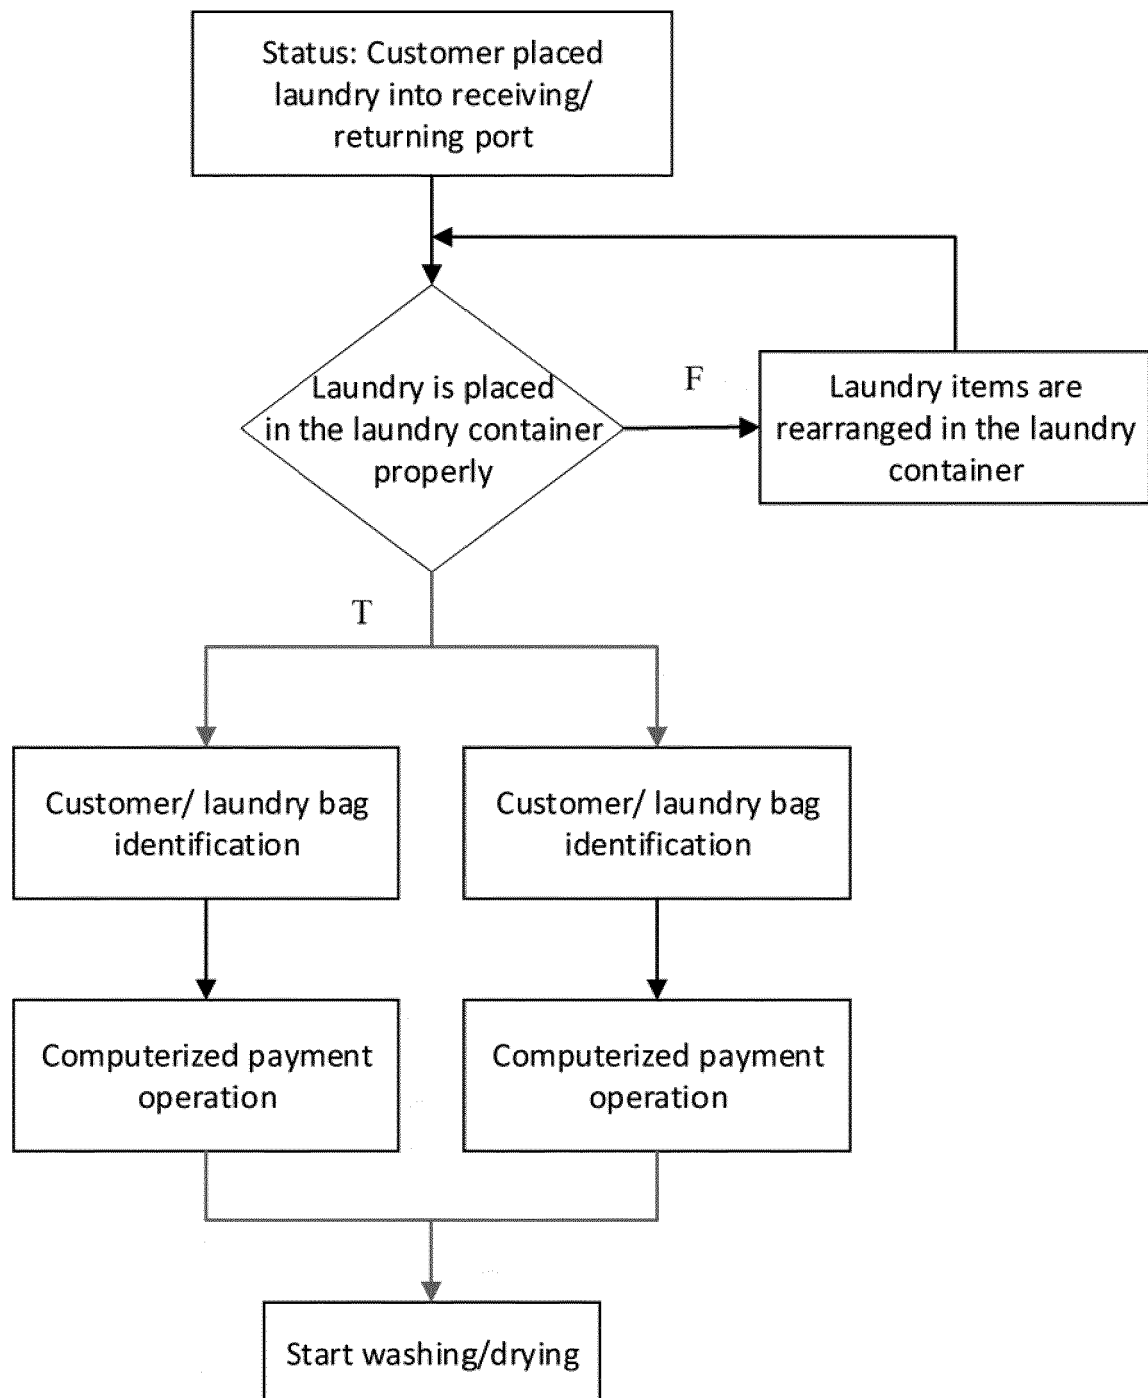 Status: Customer placed
laundry into receiving/
returning port
Laundry is placed
in the laundry container
properly
F
Laundry items are
rearranged in the laundry
container
T
Customer/ laundry bag
identification
Customer/ laundry bag
identification
Computerized payment
operation
Computerized payment
operation
Start washing/drying